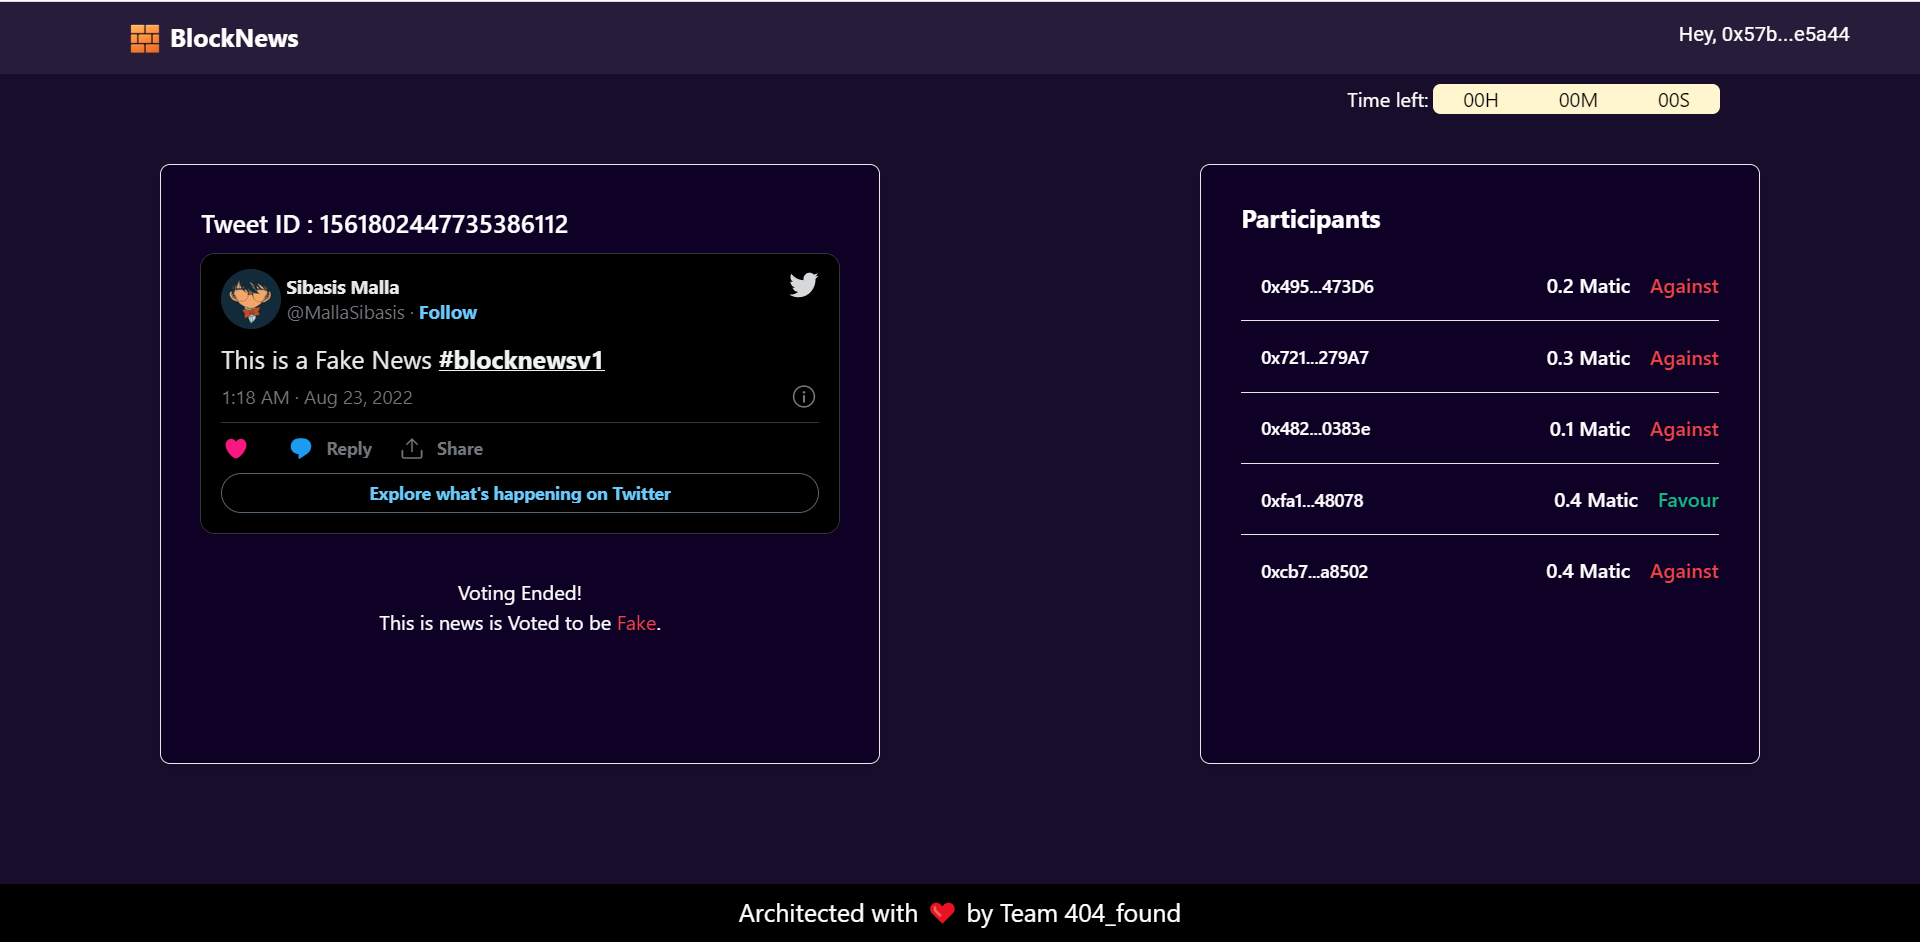 BlockNews
Hey, 0x57b...e5a44
Time left: 00H 00M 00S
Tweet ID : 1561802447735386112
Sibasis Malla
@MallaSibasis · Follow
This is a Fake News #blocknewsv1
1:18 AM · Aug 23, 2022
Reply Share
Explore what's happening on Twitter
Voting Ended!
This is news is Voted to be Fake.
Participants
0x495...473D6 0.2 Matic Against
0x721...279A7 0.3 Matic Against
0x482...0383e 0.1 Matic Against
0xfa1...48078 0.4 Matic Favour
0xcb7...a8502 0.4 Matic Against
Architected with ❤ by Team 404_found